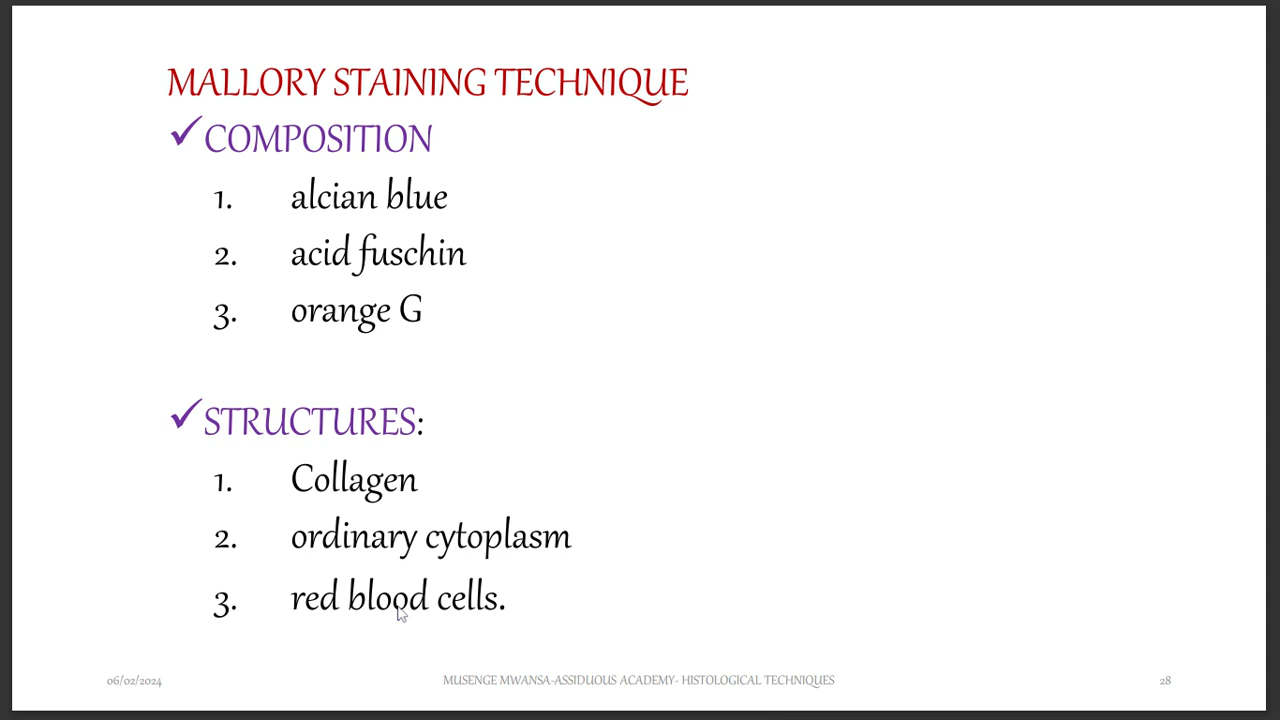 MALLORY STAINING TECHNIQUE
✓COMPOSITION
1. alcian blue
2. acid fuschin
3. orange G
✓STRUCTURES:
1. Collagen
2. ordinary cytoplasm
3. red blood cells.
06/02/2024 MUSENGE MWANSA-ASSIDUOUS ACADEMY- HISTOLOGICAL TECHNIQUES 28